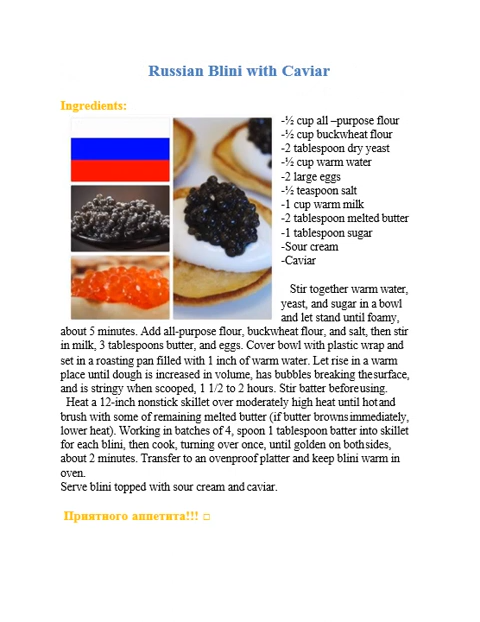 Russian Blini with Caviar
Ingredients:
-½ cup all –purpose flour
-½ cup buckwheat flour
-2 tablespoon dry yeast
-½ cup warm water
-2 large eggs
-½ teaspoon salt
-1 cup warm milk
-2 tablespoon melted butter
-1 tablespoon sugar
-Sour cream
-Caviar
Stir together warm water,
yeast, and sugar in a bowl
and let stand until foamy,
about 5 minutes. Add all-purpose flour, buckwheat flour, and salt, then stir
in milk, 3 tablespoons butter, and eggs. Cover bowl with plastic wrap and
set in a roasting pan filled with 1 inch of warm water. Let rise in a warm
place until dough is increased in volume, has bubbles breaking thesurface,
and is stringy when scooped, 1 1/2 to 2 hours. Stir batter beforeusing.
Heat a 12-inch nonstick skillet over moderately high heat until hotand
brush with some of remaining melted butter (if butter brownsimmediately,
lower heat). Working in batches of 4, spoon 1 tablespoon batter into skillet
for each blini, then cook, turning over once, until golden on bothsides,
about 2 minutes. Transfer to an ovenproof platter and keep blini warm in
oven.
Serve blini topped with sour cream and caviar.
Приятного аппетита!!! □